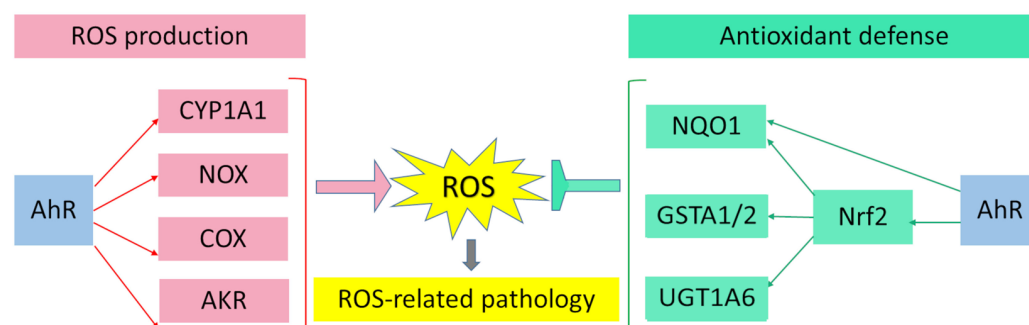 ROS production
Antioxidant defense
CYP1A1
NOX
COX
AKR
AhR
ROS
ROS-related pathology
NQO1
GSTA1/2
UGT1A6
Nrf2
AhR